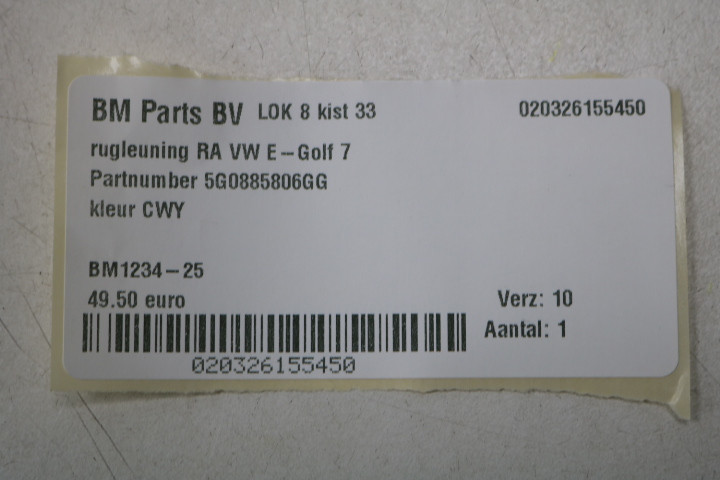 BM Parts BV LOK 8 kist 33 020326155450
rugleuning RA VW E-Golf 7
Partnumber 5G0885806GG
kleur CWY
BM1234-25
49.50 euro Verz: 10
Aantal: 1
020326155450